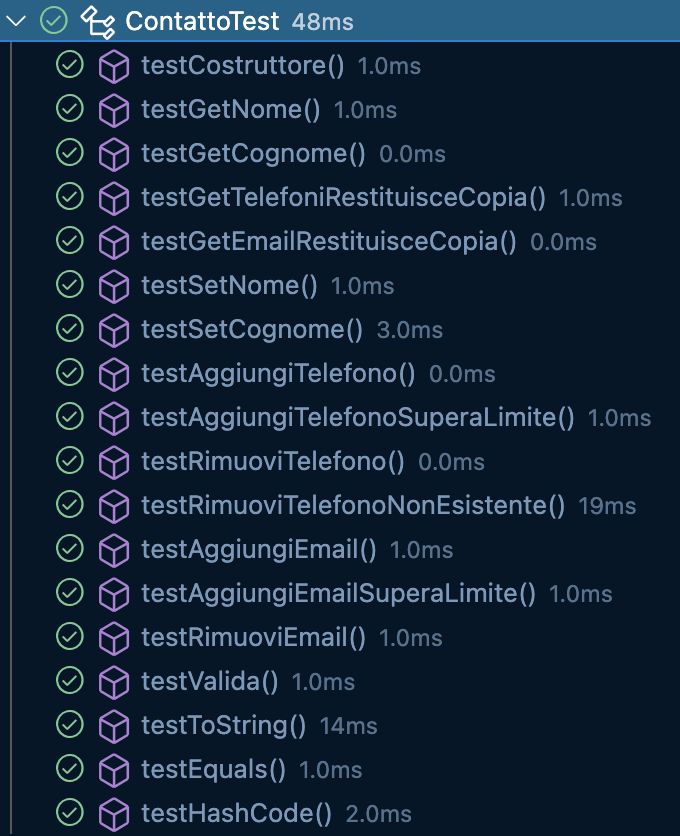 ContattoTest 48ms
testCostruttore() 1.0ms
testGetNome() 1.0ms
testGetCognome() 0.0ms
testGetTelefoniRestituisceCopia() 1.0ms
testGetEmailRestituisceCopia() 0.0ms
testSetNome() 1.0ms
testSetCognome() 3.0ms
testAggiungiTelefono() 0.0ms
testAggiungiTelefonoSuperaLimite() 1.0ms
testRimuoviTelefono() 0.0ms
testRimuoviTelefonoNonEsistente() 19ms
testAggiungiEmail() 1.0ms
testAggiungiEmailSuperaLimite() 1.0ms
testRimuoviEmail() 1.0ms
testValida() 1.0ms
testToString() 14ms
testEquals() 1.0ms
testHashCode() 2.0ms